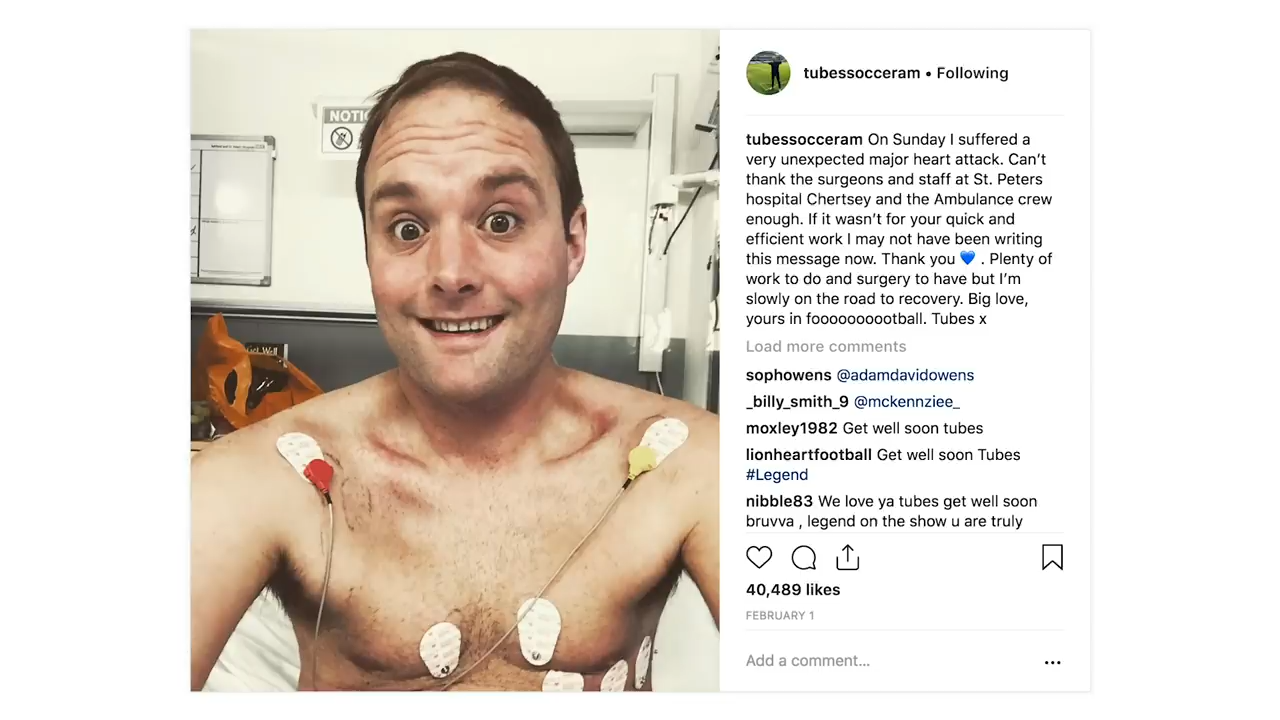 NOTIC
Get Well
tubessocceram • Following
tubessocceram On Sunday I suffered a
very unexpected major heart attack. Can’t
thank the surgeons and staff at St. Peters
hospital Chertsey and the Ambulance crew
enough. If it wasn’t for your quick and
efficient work I may not have been writing
this message now. Thank you 💙 . Plenty of
work to do and surgery to have but I’m
slowly on the road to recovery. Big love,
yours in fooooooootball. Tubes x
Load more comments
sophowens @adamdavidowens
_billy_smith_9 @mckennziee_
moxley1982 Get well soon tubes
lionheartfootball Get well soon Tubes
#Legend
nibble83 We love ya tubes get well soon
bruvva , legend on the show u are truly
40,489 likes
FEBRUARY 1
Add a comment...